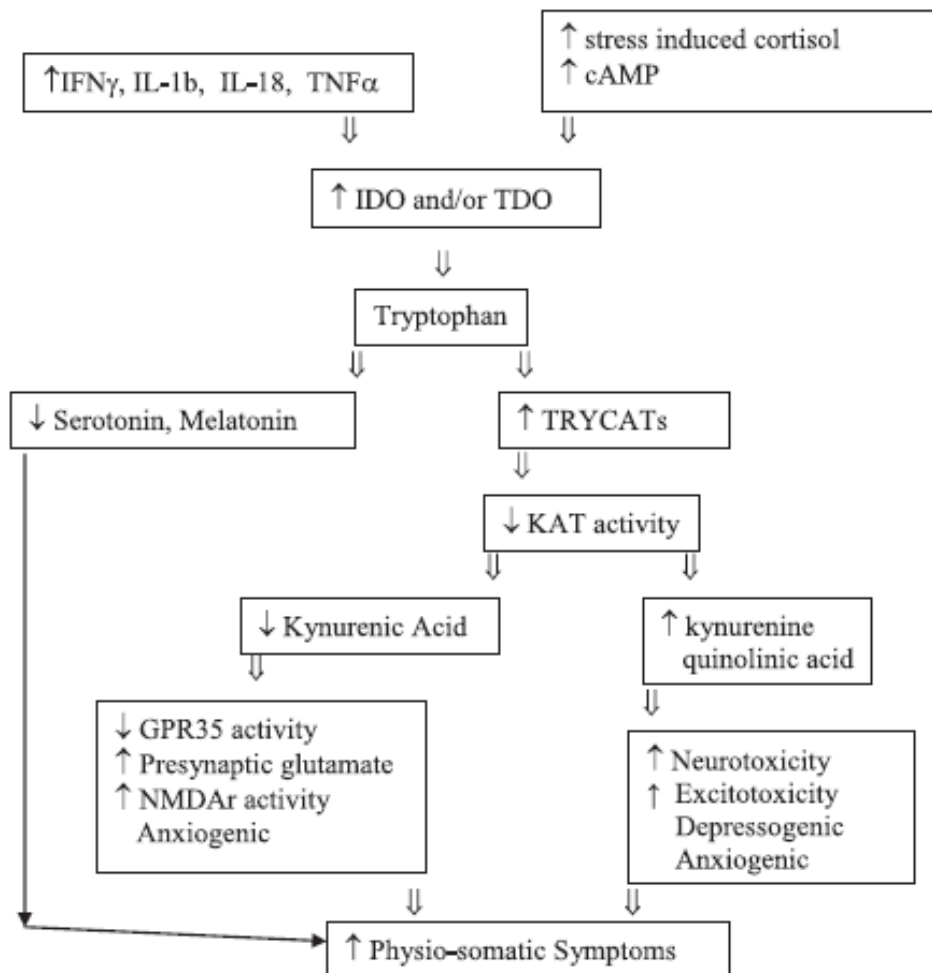 ↑IFNγ, IL-1b, IL-18, TNFα
↑ stress induced cortisol
↑ cAMP
↑ IDO and/or TDO
Tryptophan
↓ Serotonin, Melatonin
↑ TRYCATs
↓ KAT activity
↓ Kynurenic Acid
↑ kynurenine
quinolinic acid
↓ GPR35 activity
↑ Presynaptic glutamate
↑ NMDAr activity
Anxiogenic
↑ Neurotoxicity
↑ Excitotoxicity
Depressogenic
Anxiogenic
↑ Physio-somatic Symptoms